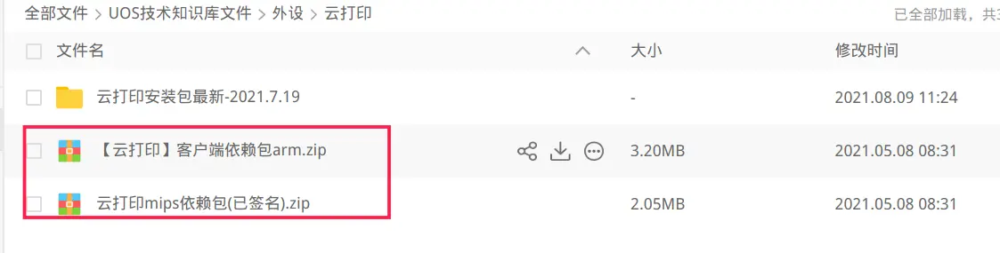 全部文件 > UOS技术知识库文件 > 外设 > 云打印 已全部加载，共3
文件名 大小 修改时间
云打印安装包最新-2021.7.19 - 2021.08.09 11:24
【云打印】客户端依赖包arm.zip 3.20MB 2021.05.08 08:31
云打印mips依赖包(已签名).zip 2.05MB 2021.05.08 08:31